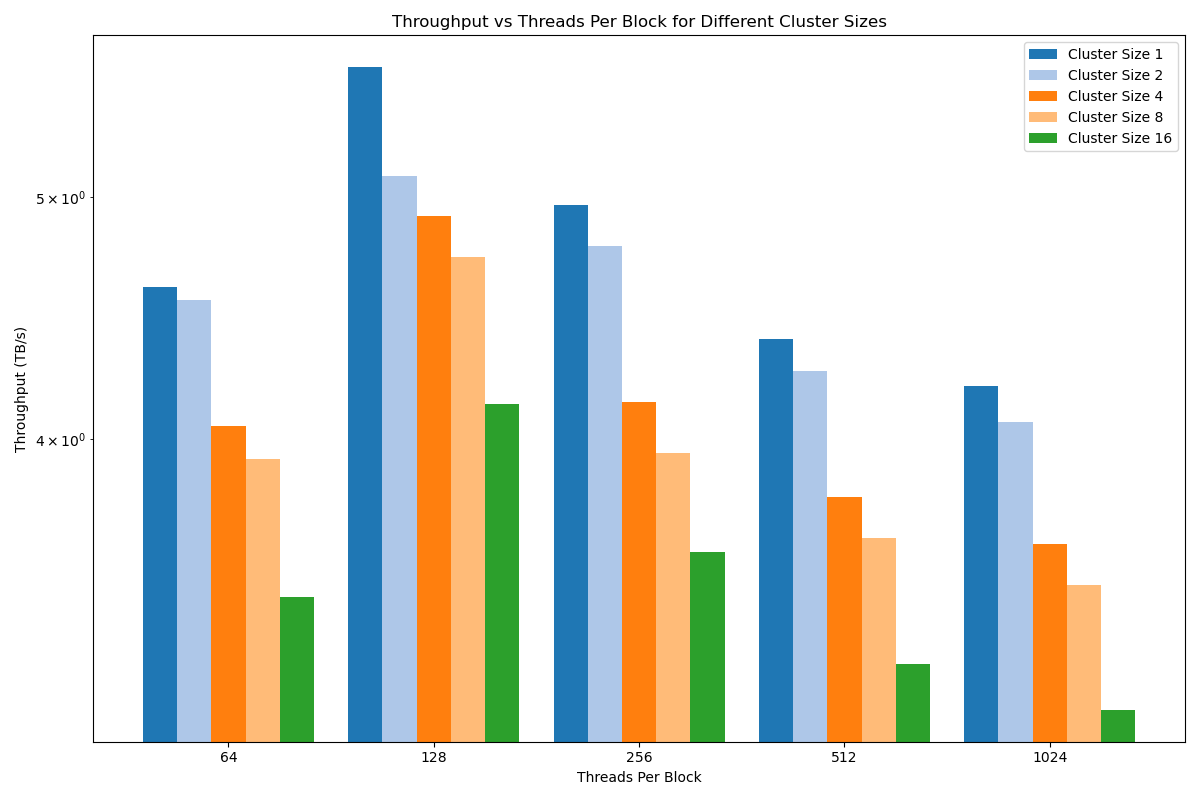 Throughput vs Threads Per Block for Different Cluster Sizes
Cluster Size 1
Cluster Size 2
Cluster Size 4
Cluster Size 8
Cluster Size 16
Throughput (TB/s)
5 × 10⁰
4 × 10⁰
64 128 256 512 1024
Threads Per Block